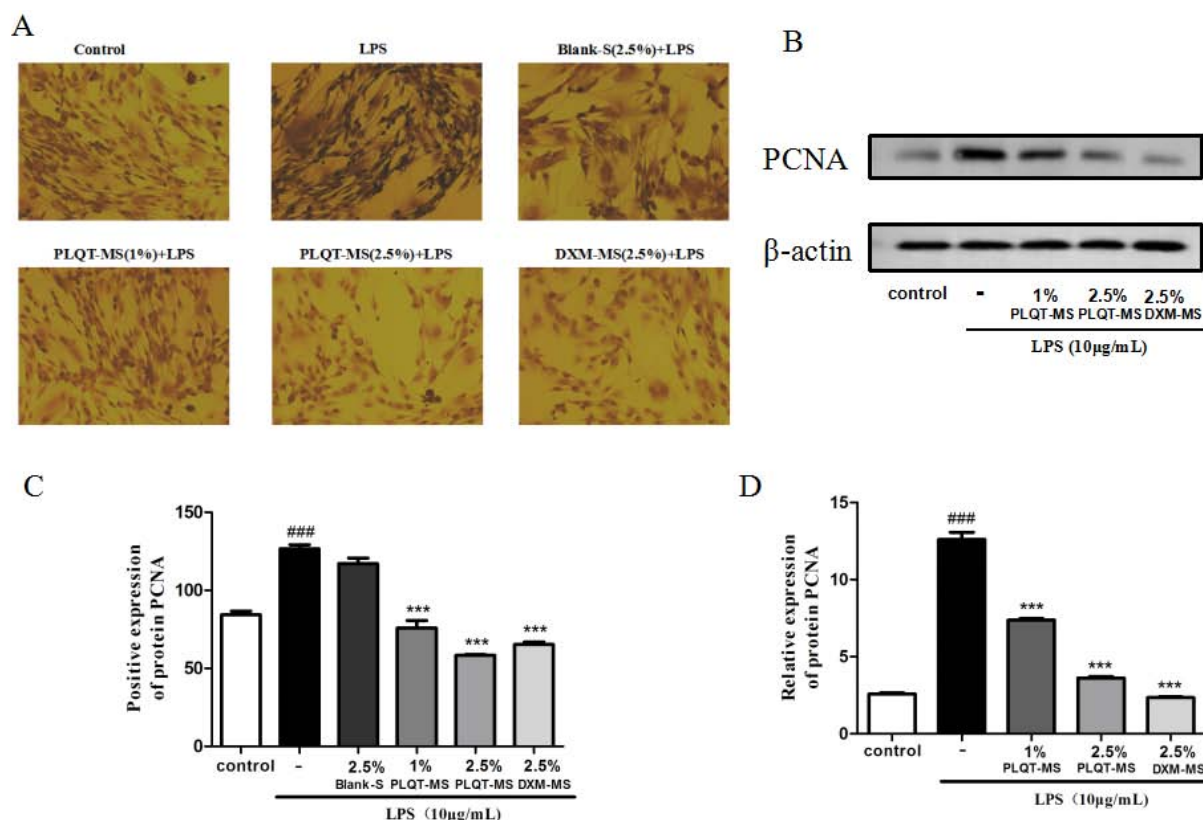 A
Control
LPS
Blank-S(2.5%)+LPS
PLQT-MS(1%)+LPS
PLQT-MS(2.5%)+LPS
DXM-MS(2.5%)+LPS
B
PCNA
β-actin
control
-
1%
PLQT-MS
2.5%
PLQT-MS
2.5%
DXM-MS
LPS (10μg/mL)
C
Positive expression
of protein PCNA
150
100
50
0
###
***
***
***
control
-
2.5%
Blank-S
1%
PLQT-MS
2.5%
PLQT-MS
2.5%
DXM-MS
LPS（10μg/mL)
D
Relative expression
of protein PCNA
15
10
5
0
###
***
***
***
control
-
1%
PLQT-MS
2.5%
PLQT-MS
2.5%
DXM-MS
LPS（10μg/mL)